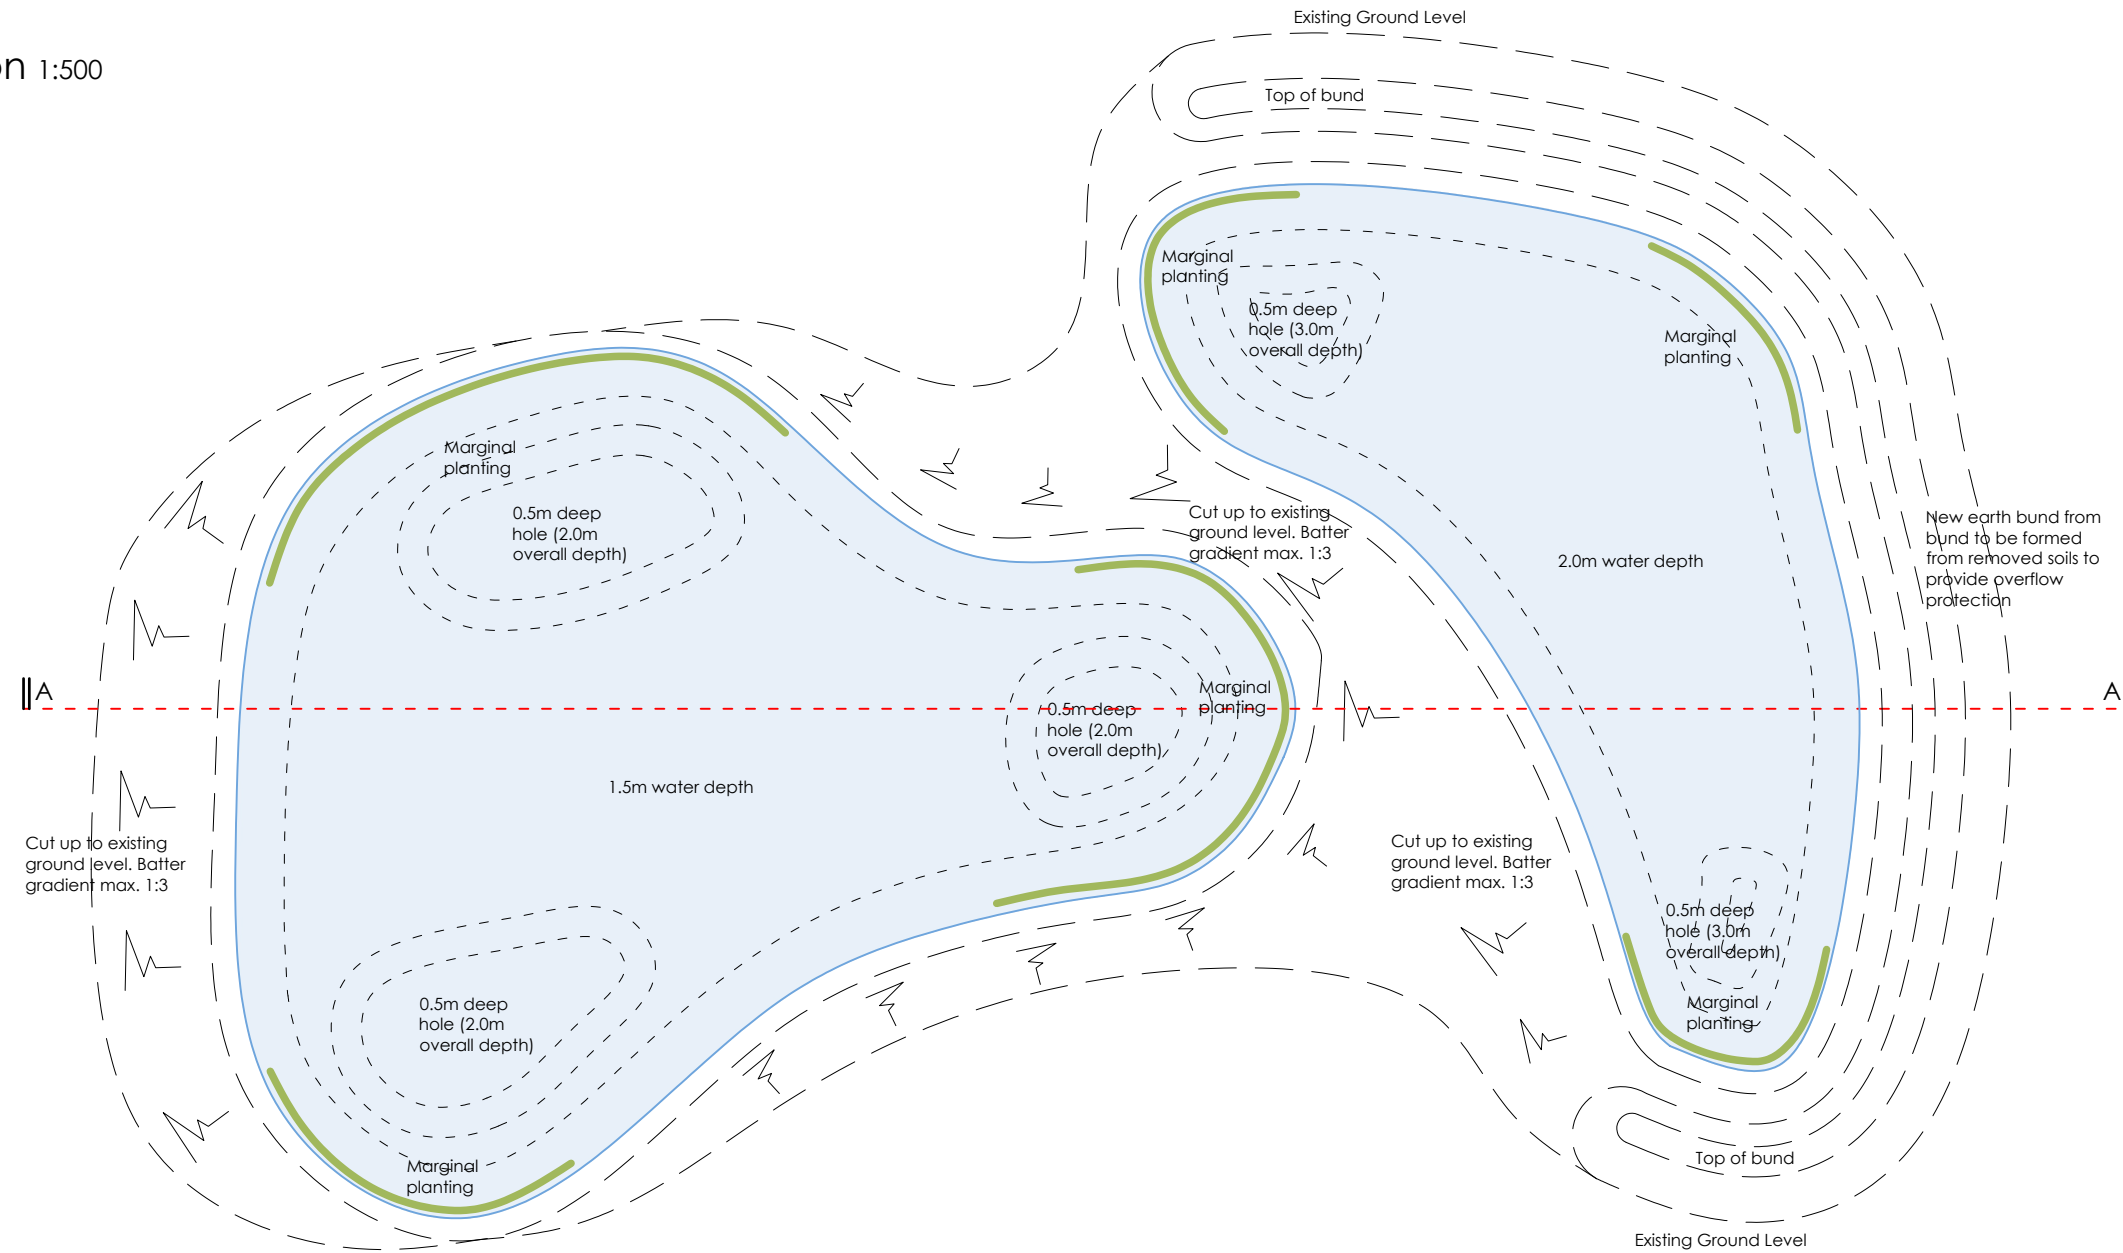 Existing Ground Level
on 1:500
Top of bund
Marginal
planting
0.5m deep
hole (3.0m
overall depth)
Marginal
planting
Marginal
planting
0.5m deep
hole (2.0m
overall depth)
Cut up to existing
ground level. Batter
gradient max. 1:3
2.0m water depth
New earth bund from
bund to be formed
from removed soils to
provide overflow
protection
A
Marginal
planting
0.5m deep
hole (2.0m
overall depth)
A
1.5m water depth
Cut up to existing
ground level. Batter
gradient max. 1:3
Cut up to existing
ground level. Batter
gradient max. 1:3
0.5m deep
hole (3.0m
overall depth)
Marginal
planting
0.5m deep
hole (2.0m
overall depth)
Marginal
planting
Top of bund
Existing Ground Level